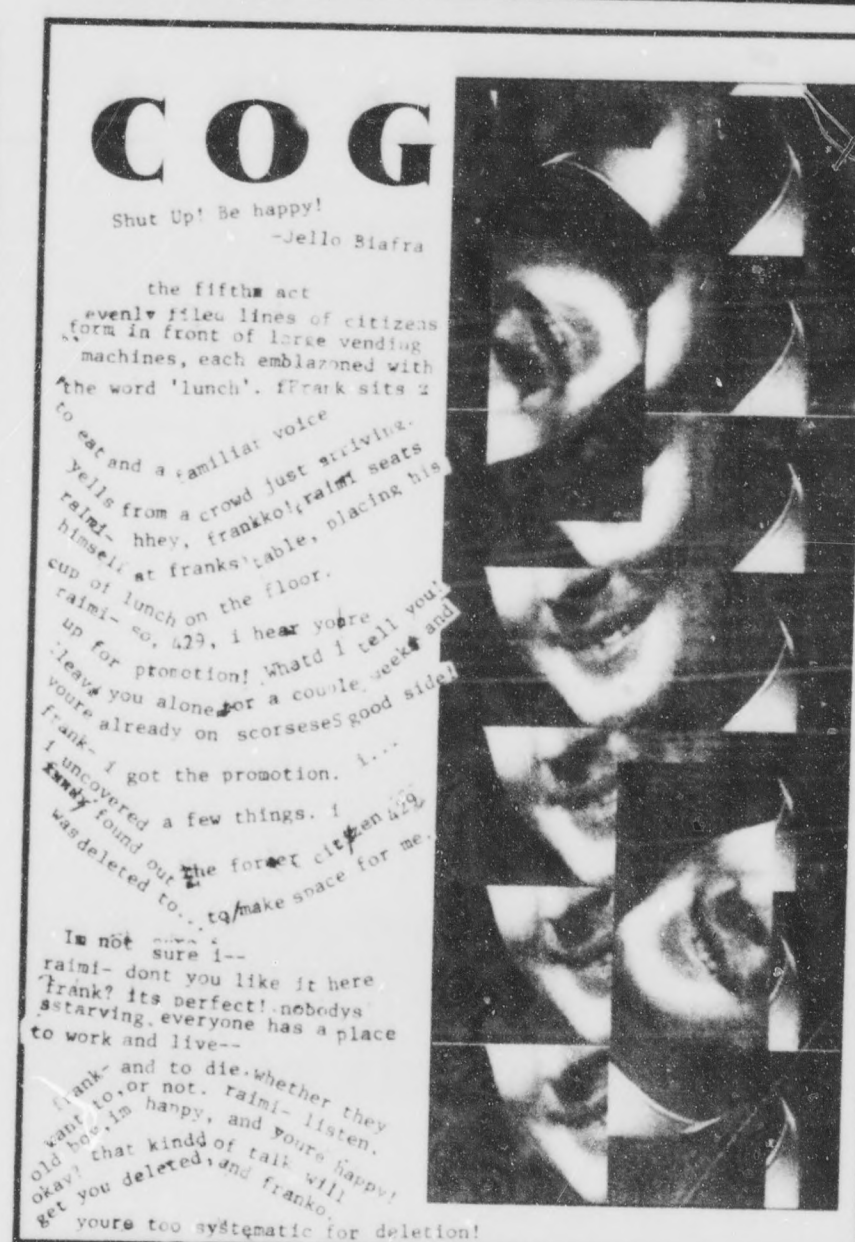 COG
Shut Up! Be happy!
-Jello Biafra
the fifthm act
evenly filed lines of citizens
form in front of large vending
machines, each emblazoned with
the word 'lunch'. fFrank sits
to eat and a familiar voice
yells from a crowd just arriving.
raimi- hhey, frankko!(raimi seats
himself at franks'table, placing his
cup of lunch on the floor.
raimi- so, 429, i hear youre
up for promotion! Whatd i tell you!
leave you alone for a couple weeks and
youre already on scorseseS good side!
frank- i got the promotion. i...
i uncovered a few things. i
found out the former citizen 429
was deleted to... to/make space for me.
Im not
sure i--
raimi- dont you like it here
frank? its perfect!.nobodys
sstarving.everyone has a place
to work and live--
frank- and to die.whether they
want to,or not. raimi- listen.
old boy,im happy, and youre happy!
okay? that kindd of talk will
get you deleted,and franko,
youre too systematic for deletion!